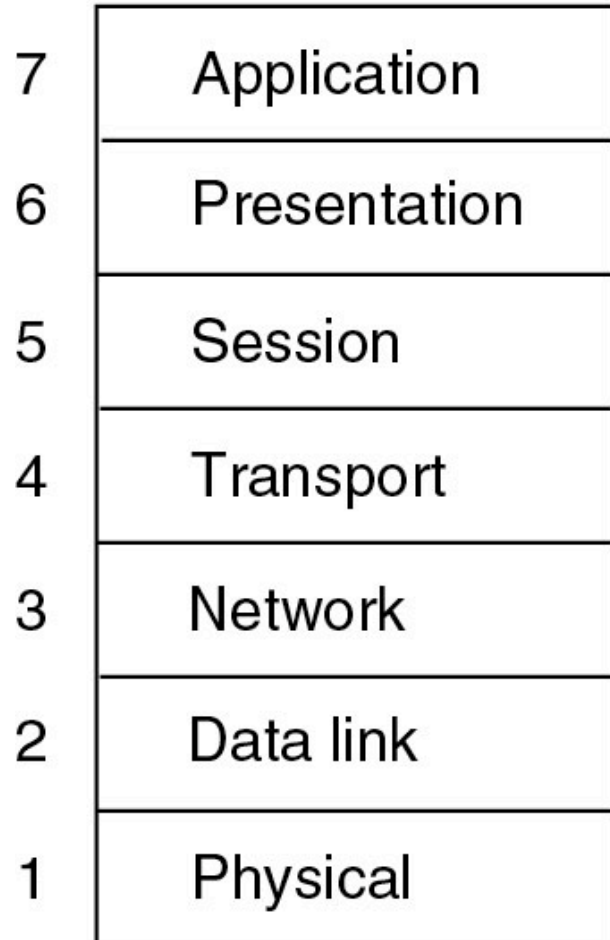 7 Application
6 Presentation
5 Session
4 Transport
3 Network
2 Data link
1 Physical